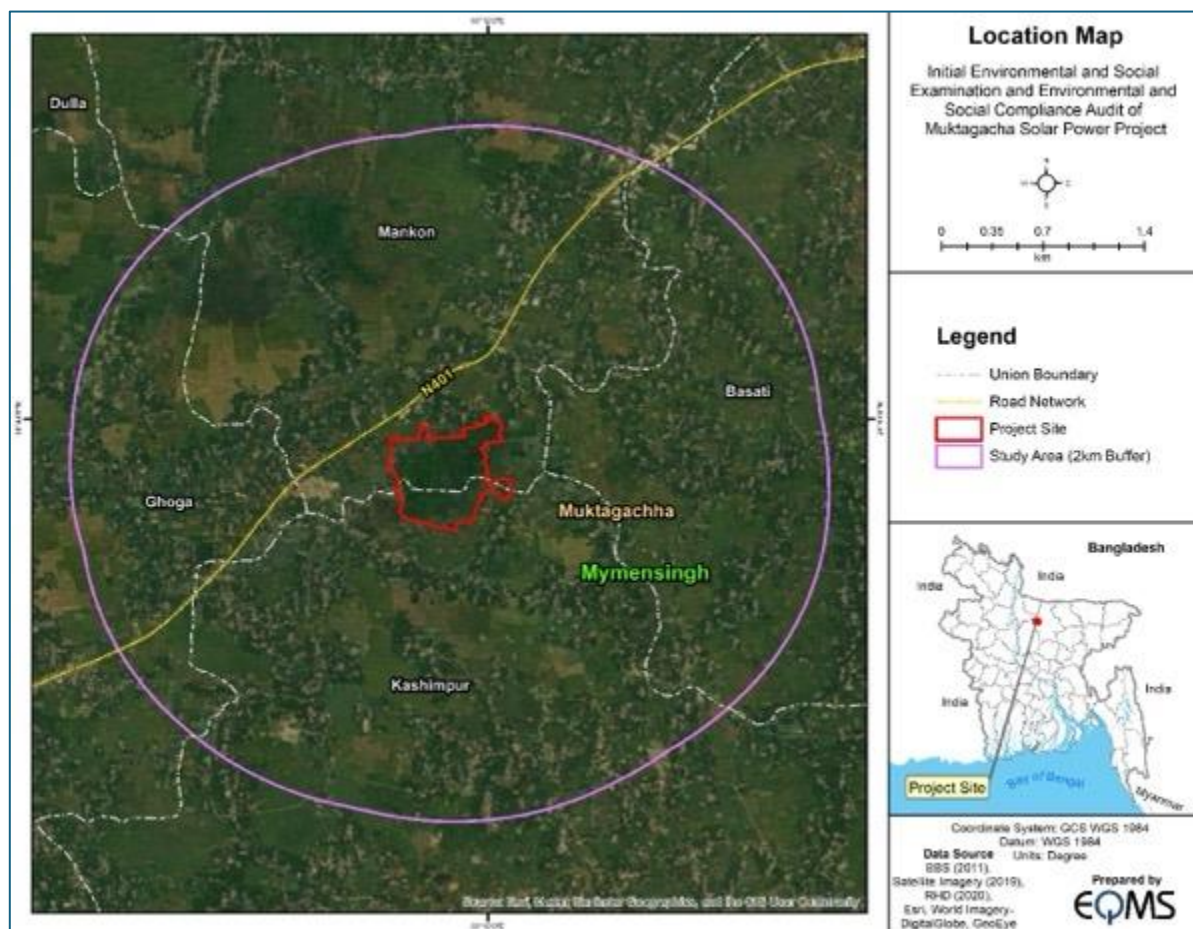 Dulla
Mankon
N401
Basati
Ghoga
Muktagachha
Mymensingh
Kashimpur
Location Map
Initial Environmental and Social
Examination and Environmental and
Social Compliance Audit of
Muktagacha Solar Power Project
0 0.35 0.7 1.4
km
Legend
Union Boundary
Road Network
Project Site
Study Area (2km Buffer)
Bangladesh
India
India
India
India
Bay of Bengal
Myanmar
Project Site
Coordinate System: GCS WGS 1984
Datum: WGS 1984
Units: Degree
Data Source
BBS (2011),
Satellite Imagery (2019),
RHD (2020),
Esri, World Imagery-
DigitalGlobe, GeoEye
Prepared by
EQMS